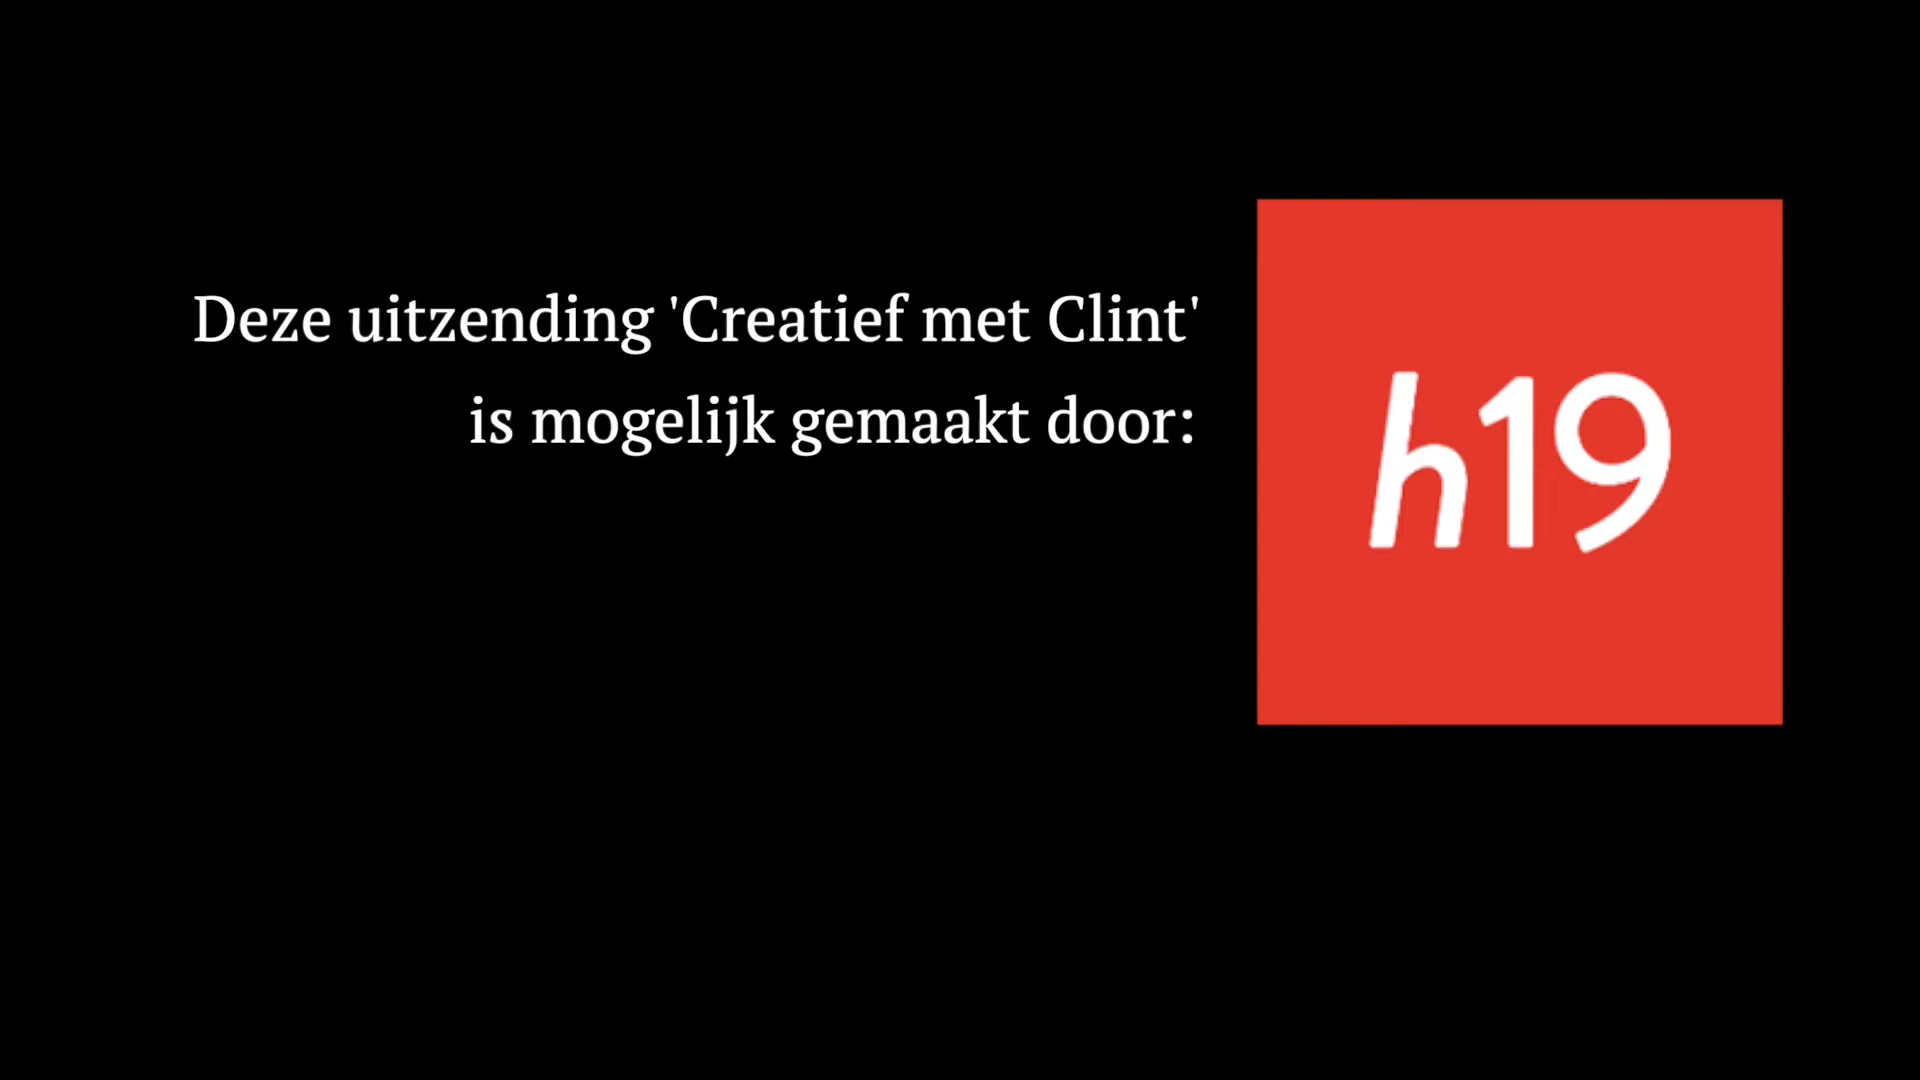 Deze uitzending 'Creatief met Clint'
is mogelijk gemaakt door:
h19